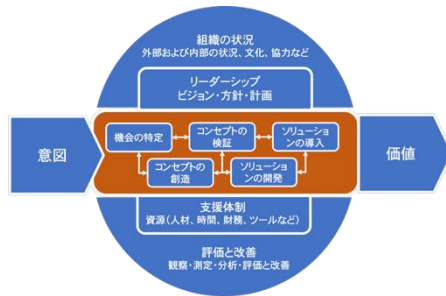 組織の状況
外部および内部の状況、文化、協力など
リーダーシップ
ビジョン・方針・計画
意図
機会の特定
コンセプトの
検証
ソリューショ
ンの導入
コンセプトの
創造
ソリューショ
ンの開発
価値
支援体制
資源(人材、時間、財務、ツールなど)
評価と改善
観察・測定・分析・評価と改善